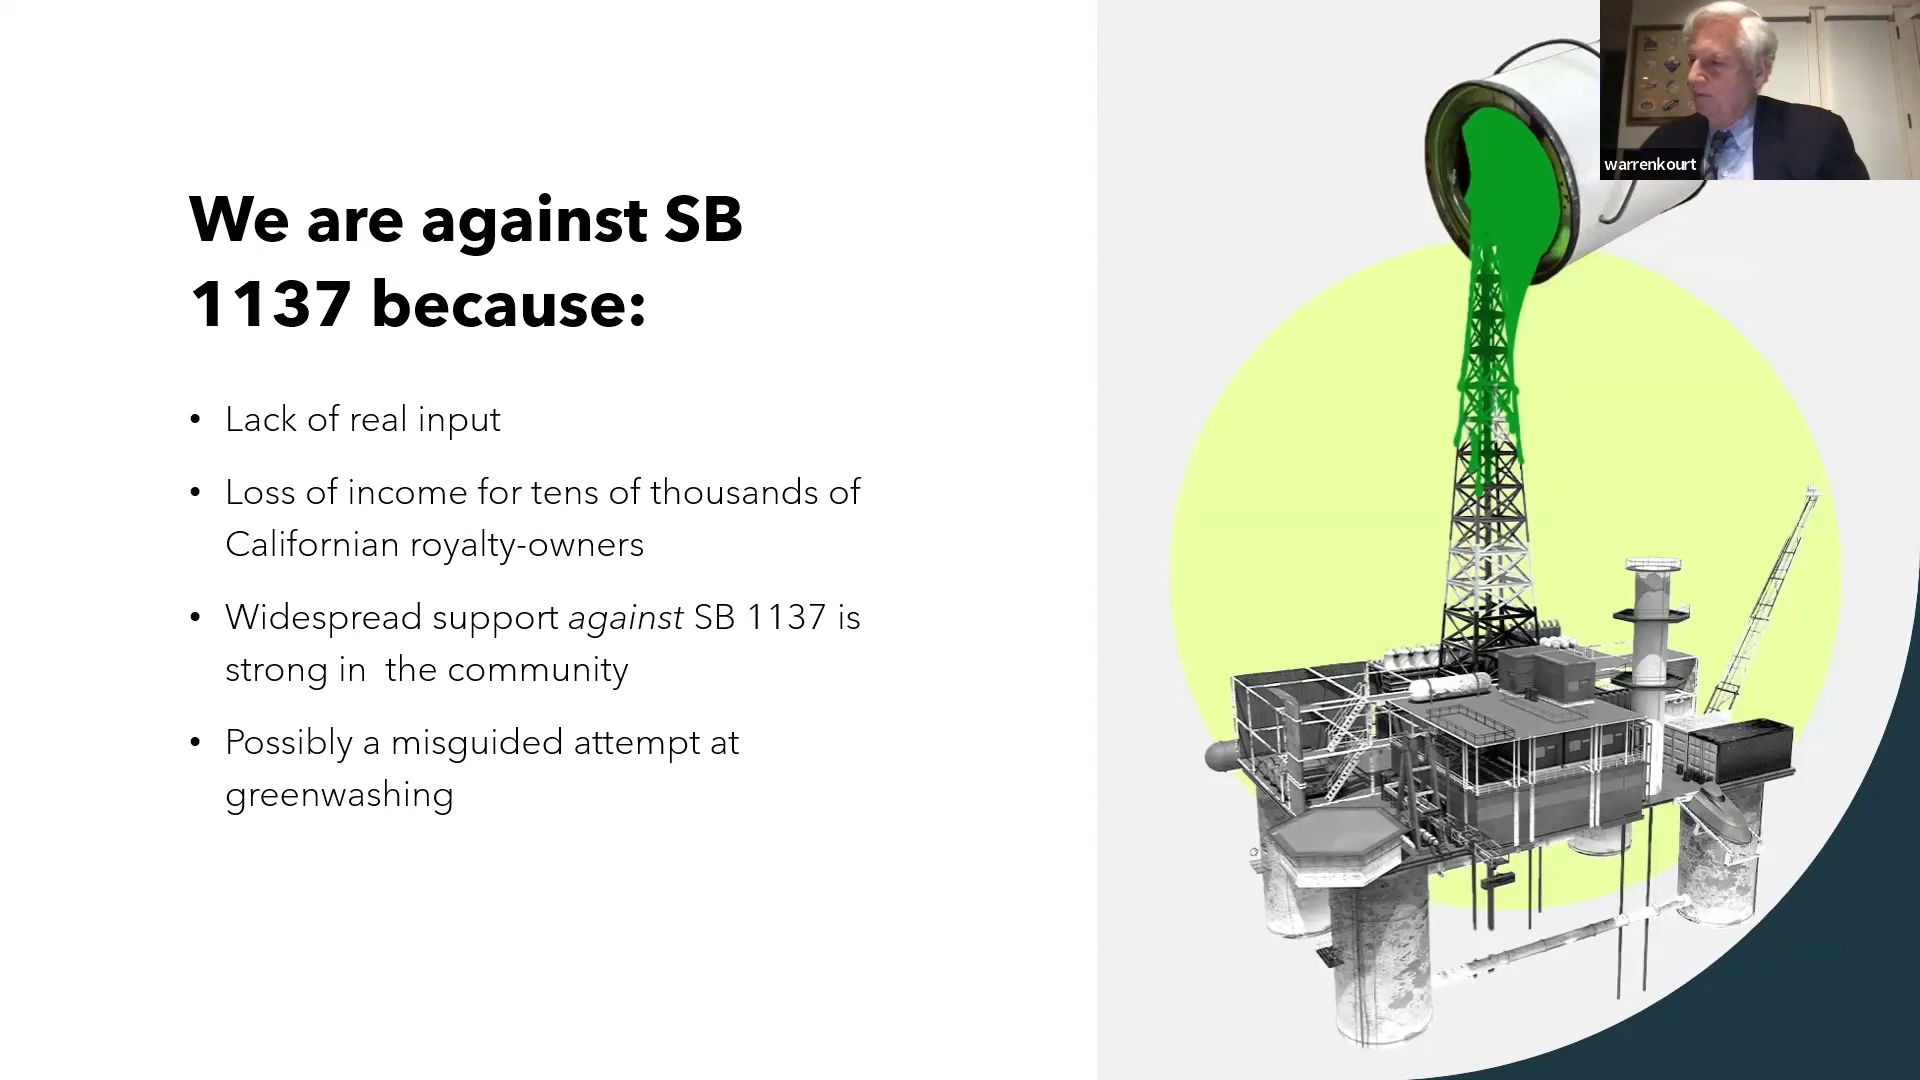 We are against SB
1137 because:
• Lack of real input
• Loss of income for tens of thousands of
Californian royalty-owners
• Widespread support against SB 1137 is
strong in the community
• Possibly a misguided attempt at
greenwashing
warrenkourt